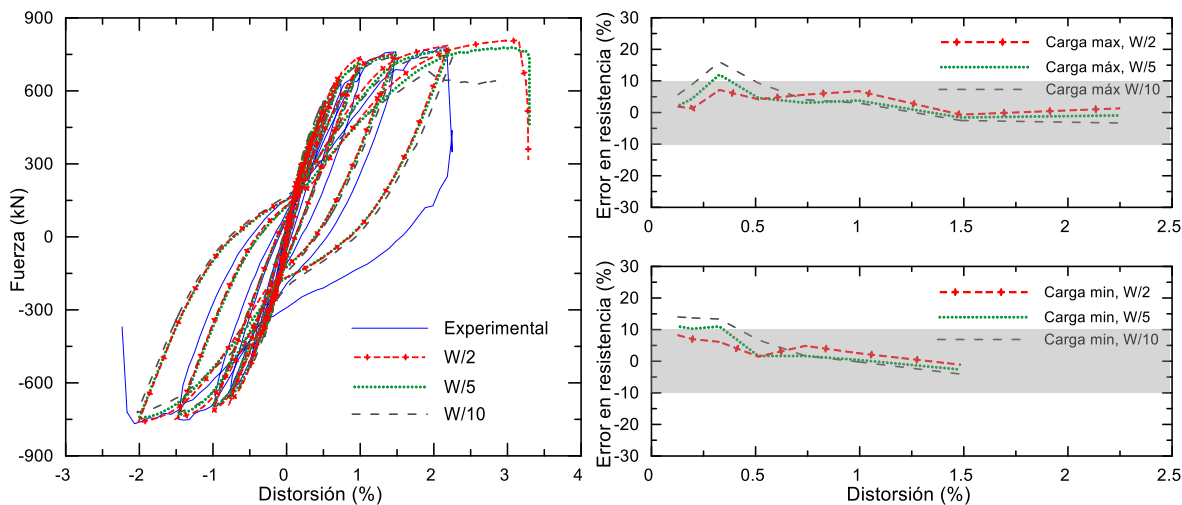 900
600
300
0
-300
-600
-900
-3
-2
-1
0
1
2
3
4
Fuerza (kN)
Distorsión (%)
Experimental
W/2
W/5
W/10
30
20
10
0
-10
-20
-30
0
0.5
1
1.5
2
2.5
Error en resistencia (%)
Distorsión (%)
Carga max, W/2
Carga máx, W/5
Carga máx W/10
30
20
10
0
-10
-20
-30
0
0.5
1
1.5
2
2.5
Error en resistencia (%)
Distorsión (%)
Carga min, W/2
Carga min, W/5
Carga min, W/10